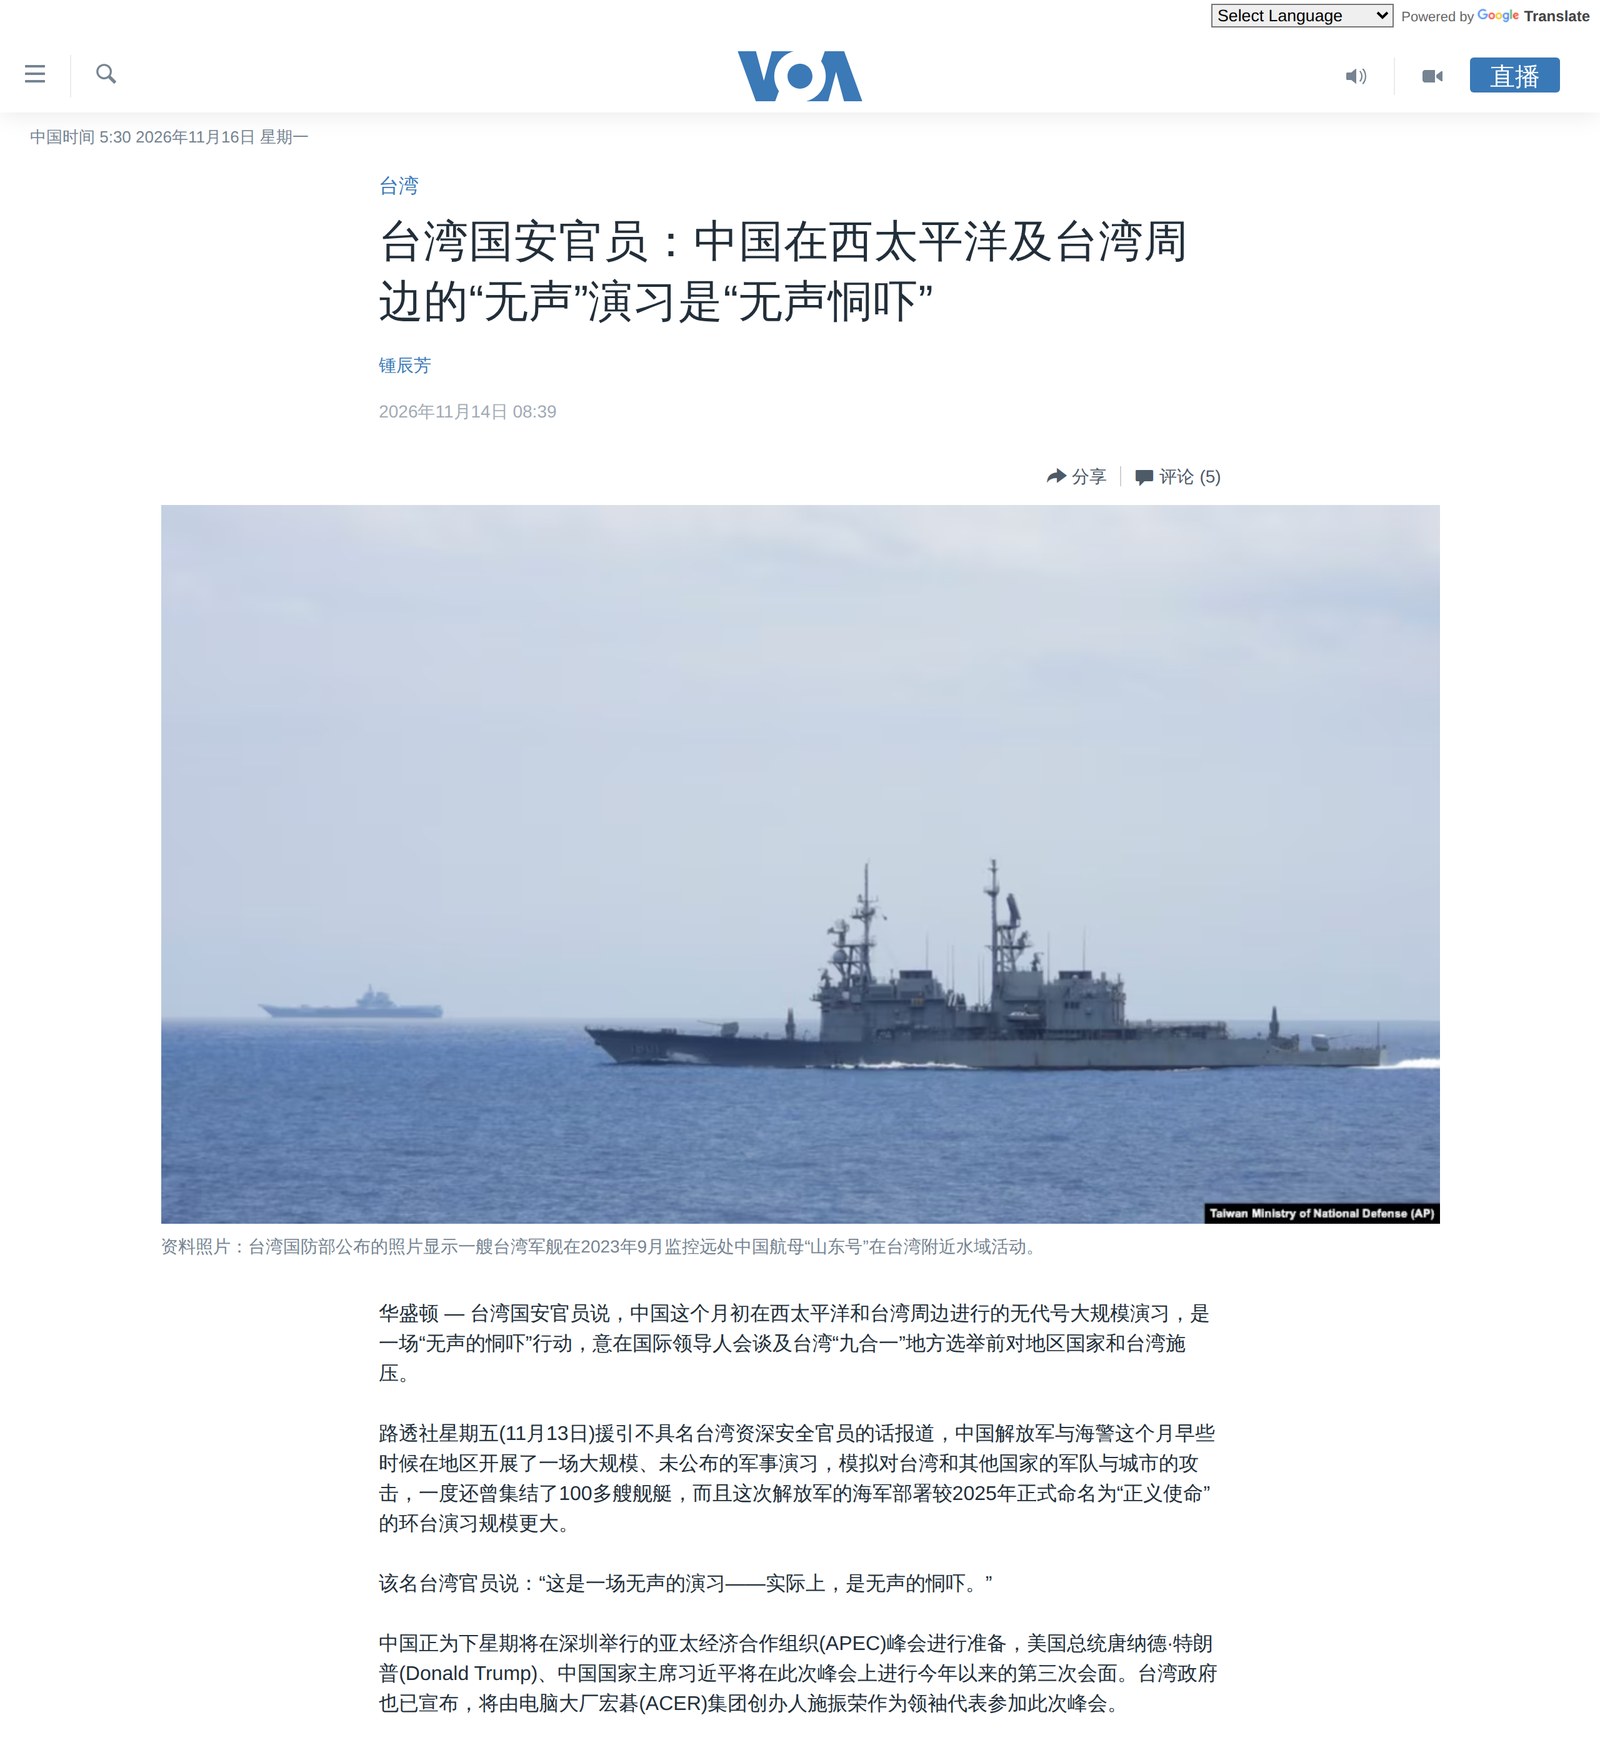 Select Language
Powered by Google Translate
VOA
直播
中国时间 5:30 2026年11月16日 星期一
台湾
台湾国安官员：中国在西太平洋及台湾周
边的“无声”演习是“无声恫吓”
锺辰芳
2026年11月14日 08:39
分享
评论 (5)
Taiwan Ministry of National Defense (AP)
资料照片：台湾国防部公布的照片显示一艘台湾军舰在2023年9月监控远处中国航母“山东号”在台湾附近水域活动。
华盛顿 — 台湾国安官员说，中国这个月初在西太平洋和台湾周边进行的无代号大规模演习，是
一场“无声的恫吓”行动，意在国际领导人会谈及台湾“九合一”地方选举前对地区国家和台湾施
压。
路透社星期五(11月13日)援引不具名台湾资深安全官员的话报道，中国解放军与海警这个月早些
时候在地区开展了一场大规模、未公布的军事演习，模拟对台湾和其他国家的军队与城市的攻
击，一度还曾集结了100多艘舰艇，而且这次解放军的海军部署较2025年正式命名为“正义使命”
的环台演习规模更大。
该名台湾官员说：“这是一场无声的演习——实际上，是无声的恫吓。”
中国正为下星期将在深圳举行的亚太经济合作组织(APEC)峰会进行准备，美国总统唐纳德·特朗
普(Donald Trump)、中国国家主席习近平将在此次峰会上进行今年以来的第三次会面。台湾政府
也已宣布，将由电脑大厂宏碁(ACER)集团创办人施振荣作为领袖代表参加此次峰会。